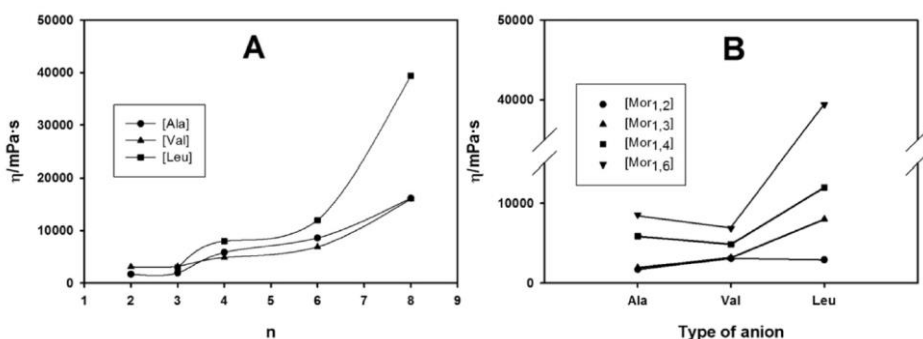 A
50000
40000
30000
20000
10000
0
η/mPa·s
[Ala]
[Val]
[Leu]
1 2 3 4 5 6 7 8 9
n
B
50000
40000
10000
0
η/mPa·s
[Mor1,2]
[Mor1,3]
[Mor1,4]
[Mor1,6]
Ala Val Leu
Type of anion